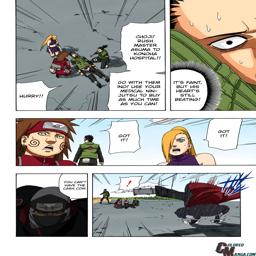 CHOJI!
RUSH
MASTER
ASUMA TO
KONOHA
HOSPITAL!!
GO WITH THEM
INO! USE YOUR
MEDICAL NIN-
JUTSU TO BUY
AS MUCH TIME
AS YOU CAN!
HURRY!!
IT'S FAINT,
BUT HIS
HEART'S
STILL
BEATING!
GOT
IT!
GOT
IT!
YOU CAN'T
HAVE THE
CASH COW.
!
COLORED
MANGA.COM